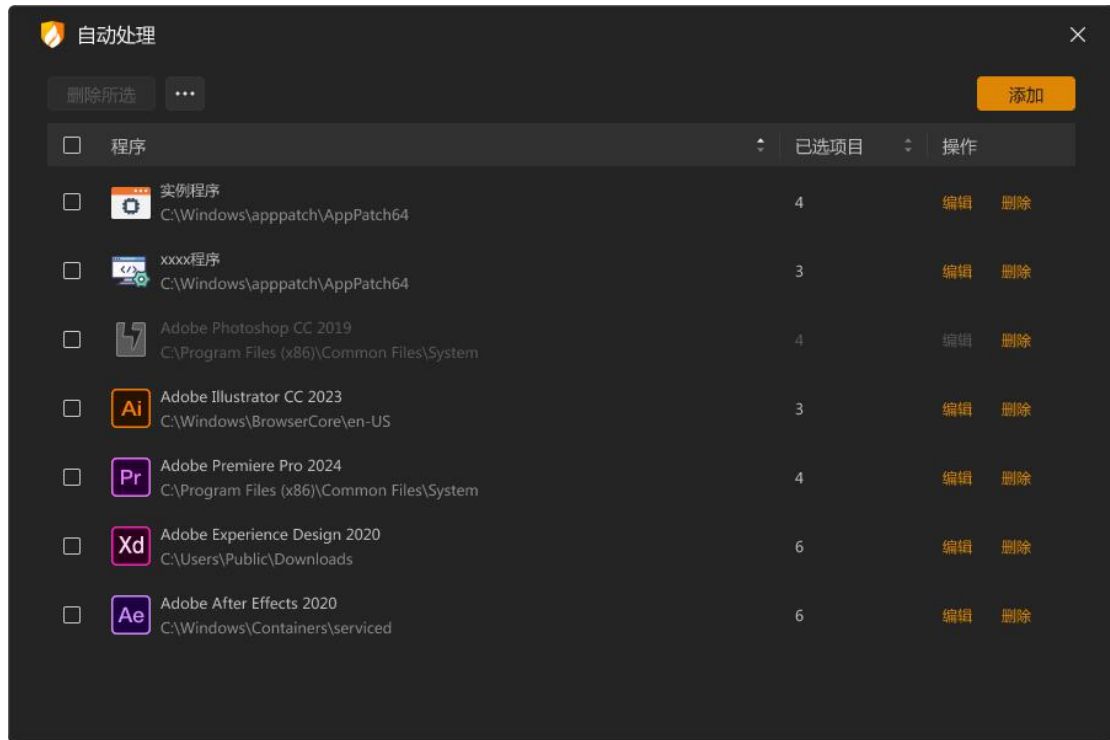 自动处理
删除所选 ···
添加
程序 已选项目 操作
实例程序
C:\Windows\apppatch\AppPatch64
4 编辑 删除
xxxx程序
C:\Windows\apppatch\AppPatch64
3 编辑 删除
Adobe Photoshop CC 2019
C:\Program Files (x86)\Common Files\System
4 编辑 删除
Ai
Adobe Illustrator CC 2023
C:\Windows\BrowserCore\en-US
3 编辑 删除
Pr
Adobe Premiere Pro 2024
C:\Program Files (x86)\Common Files\System
4 编辑 删除
Xd
Adobe Experience Design 2020
C:\Users\Public\Downloads
6 编辑 删除
Ae
Adobe After Effects 2020
C:\Windows\Containers\serviced
6 编辑 删除